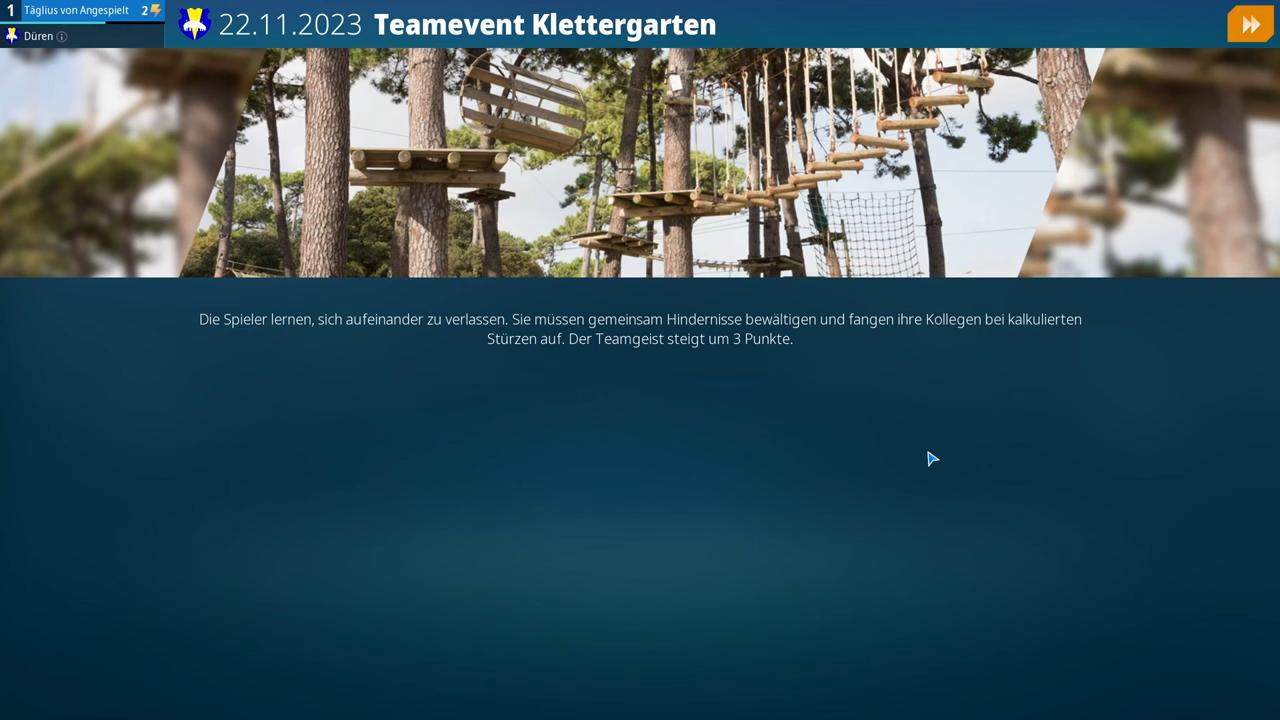 1 Täglius von Angespielt 2
Düren
22.11.2023 Teamevent Klettergarten
Die Spieler lernen, sich aufeinander zu verlassen. Sie müssen gemeinsam Hindernisse bewältigen und fangen ihre Kollegen bei kalkulierten
Stürzen auf. Der Teamgeist steigt um 3 Punkte.